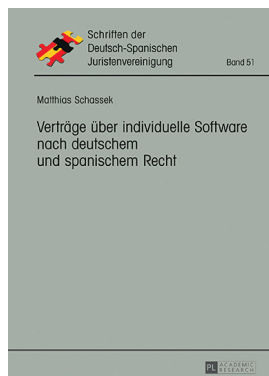 Schriften der
Deutsch-Spanischen
Juristenvereinigung
Band 51
Matthias Schassek
Verträge über individuelle Software
nach deutschem
und spanischem Recht
PL ACADEMIC
RESEARCH